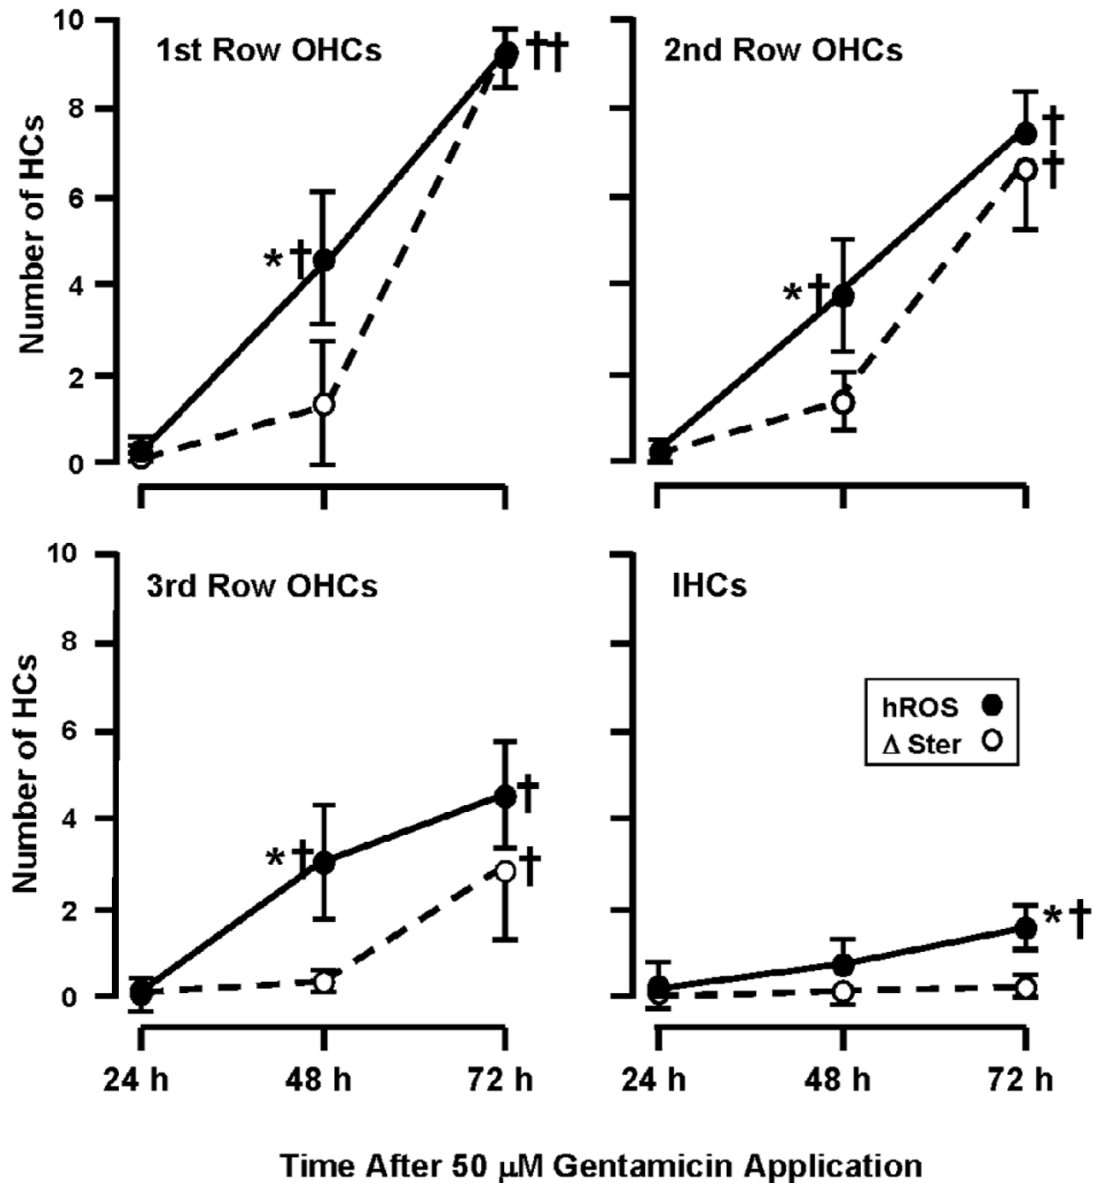 10
8
6
4
2
0
Number of HCs
1st Row OHCs
††
*†
2nd Row OHCs
†
†
*†
10
8
6
4
2
0
Number of HCs
3rd Row OHCs
*†
†
†
24 h 48 h 72 h
IHCs
hROS
Δ Ster
*†
24 h 48 h 72 h
Time After 50 µM Gentamicin Application